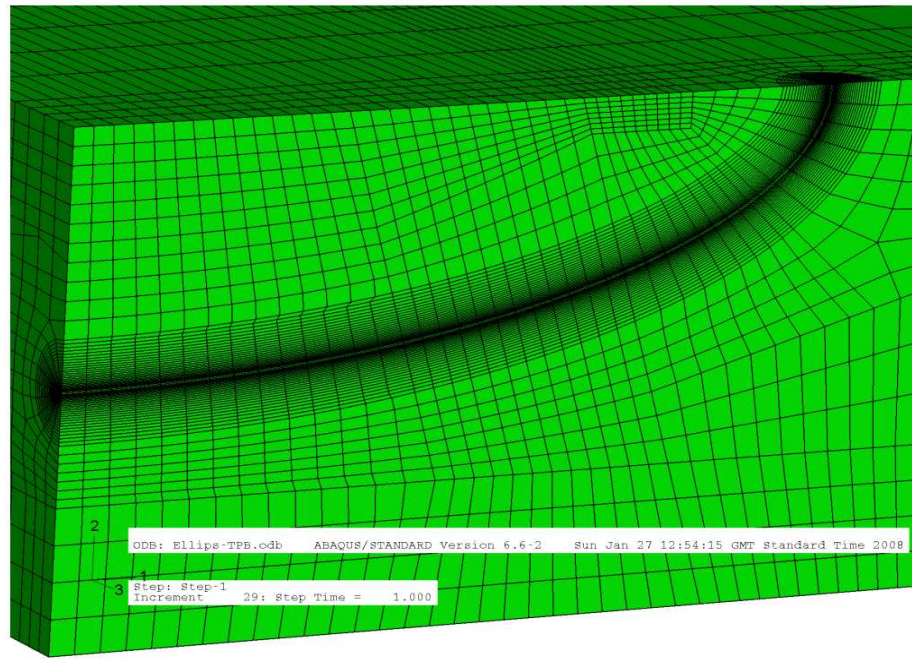 2
ODB: Ellips-TPB.odb ABAQUS/STANDARD Version 6.6-2 Sun Jan 27 12:54:15 GMT Standard Time 2008
1
3
Step: Step-1
Increment 29: Step Time = 1.000